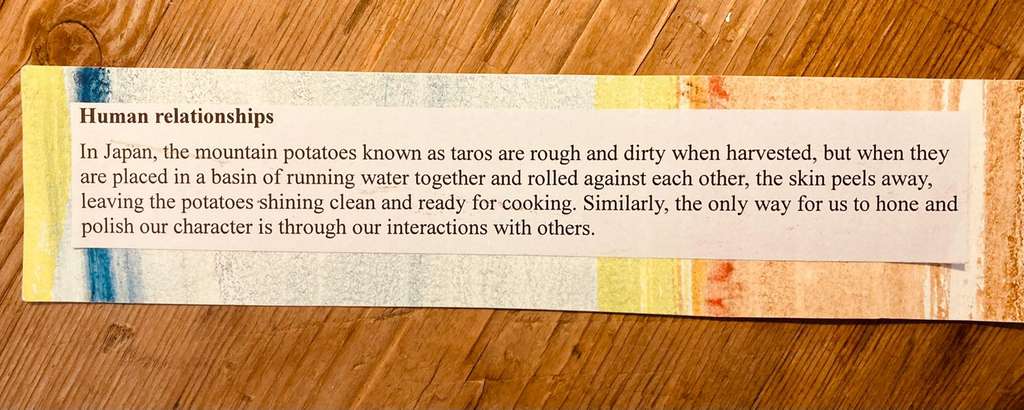 Human relationships
In Japan, the mountain potatoes known as taros are rough and dirty when harvested, but when they
are placed in a basin of running water together and rolled against each other, the skin peels away,
leaving the potatoes shining clean and ready for cooking. Similarly, the only way for us to hone and
polish our character is through our interactions with others.